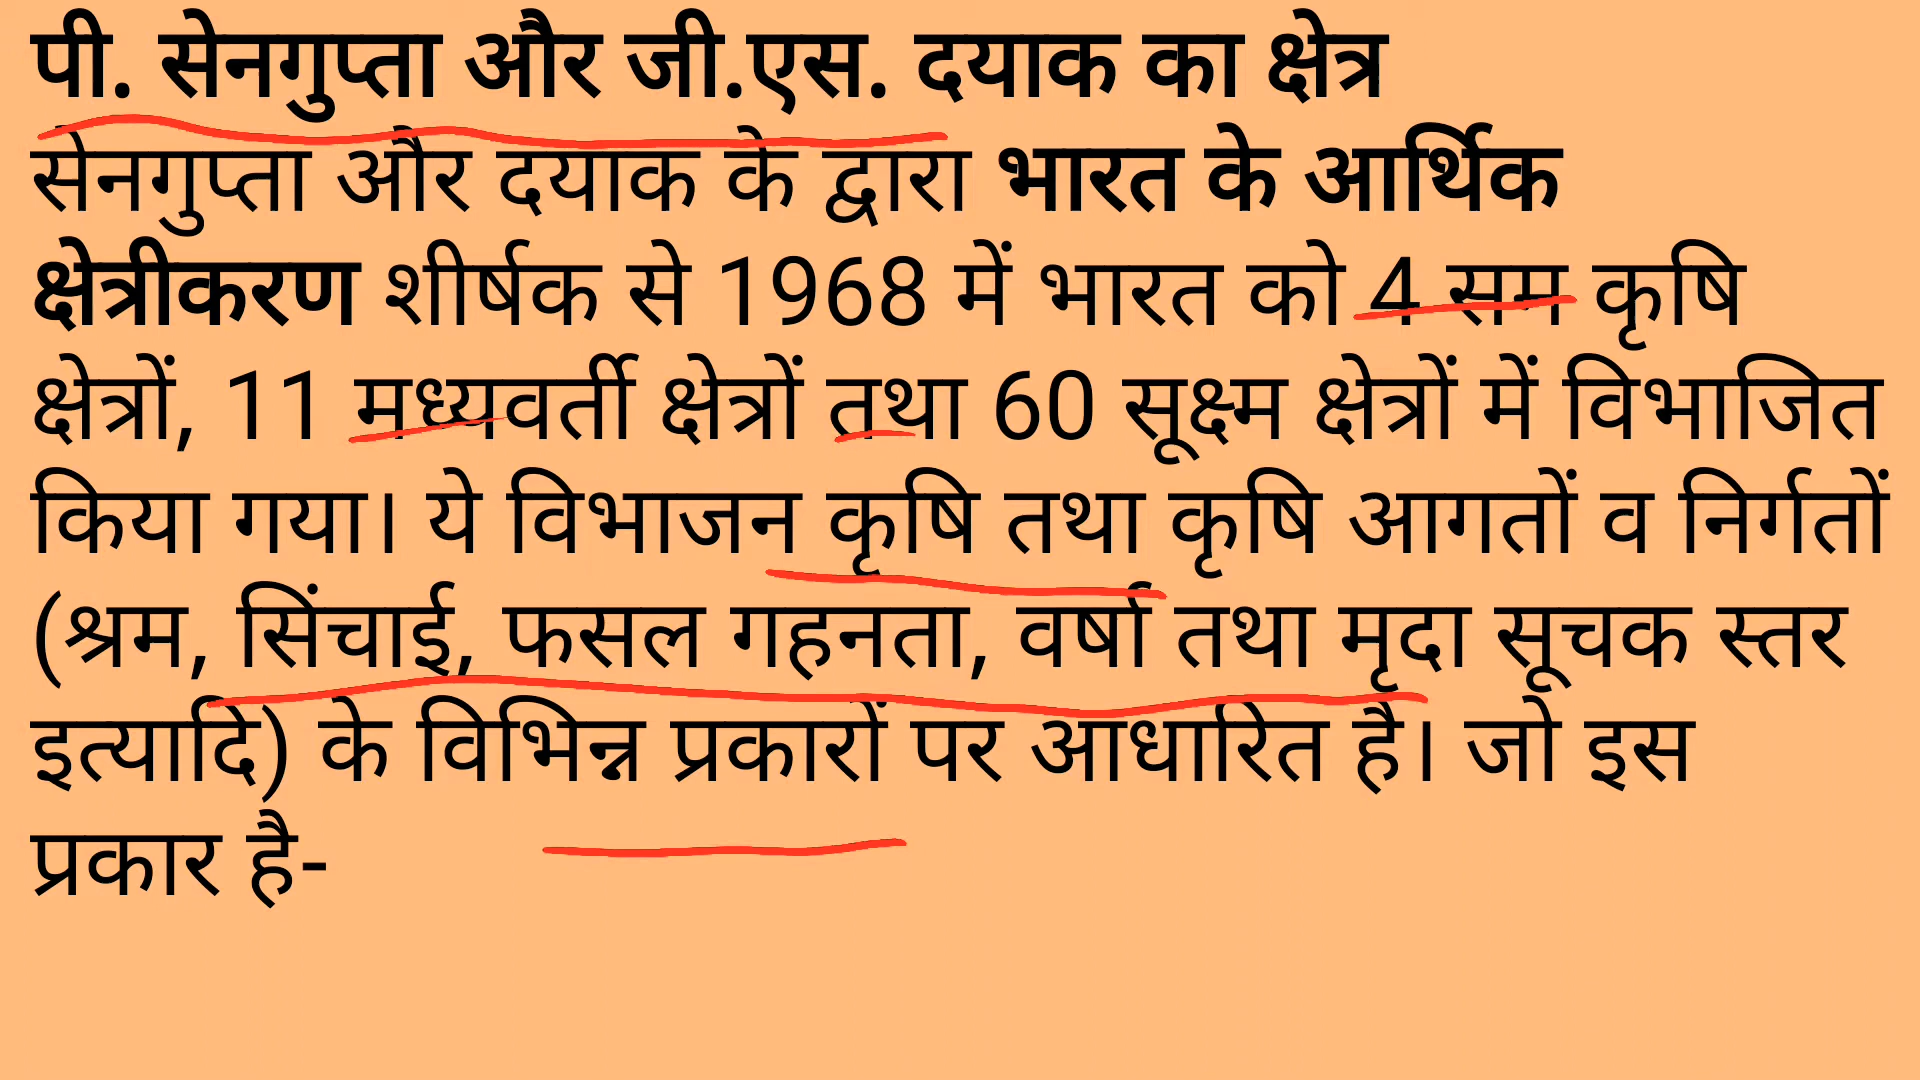 पी. सेनगुप्ता और जी.एस. दयाक का क्षेत्र
सेनगुप्ता और दयाक के द्वारा भारत के आर्थिक
क्षेत्रीकरण शीर्षक से 1968 में भारत को 4 सम कृषि
क्षेत्रों, 11 मध्यवर्ती क्षेत्रों तथा 60 सूक्ष्म क्षेत्रों में विभाजित
किया गया। ये विभाजन कृषि तथा कृषि आगतों व निर्गतों
(श्रम, सिंचाई, फसल गहनता, वर्षा तथा मृदा सूचक स्तर
इत्यादि) के विभिन्न प्रकारों पर आधारित है। जो इस
प्रकार है-